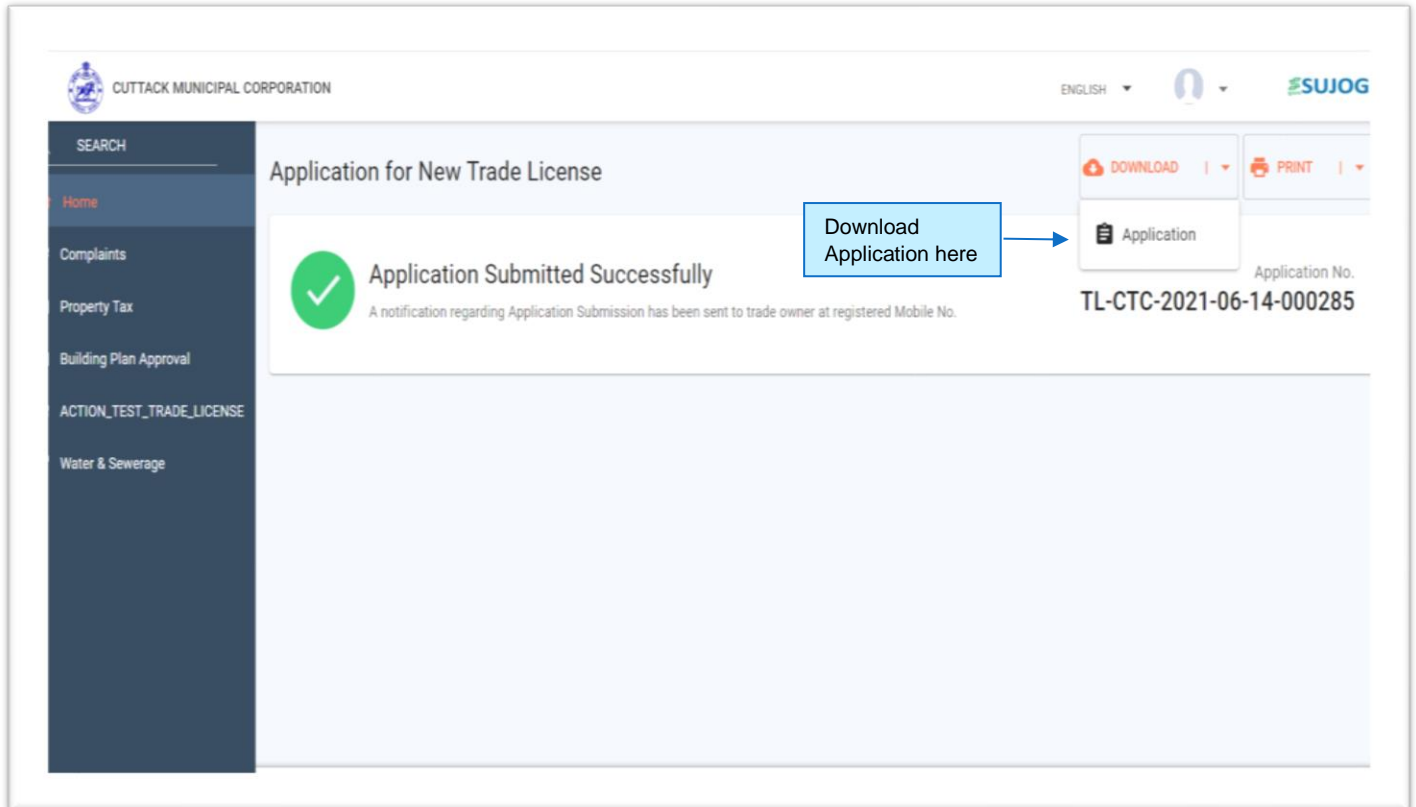 CUTTACK MUNICIPAL CORPORATION
ENGLISH
SUJOG
SEARCH
Home
Complaints
Property Tax
Building Plan Approval
ACTION_TEST_TRADE_LICENSE
Water & Sewerage
Application for New Trade License
DOWNLOAD
PRINT
Application
Download
Application here
Application Submitted Successfully
A notification regarding Application Submission has been sent to trade owner at registered Mobile No.
Application No.
TL-CTC-2021-06-14-000285